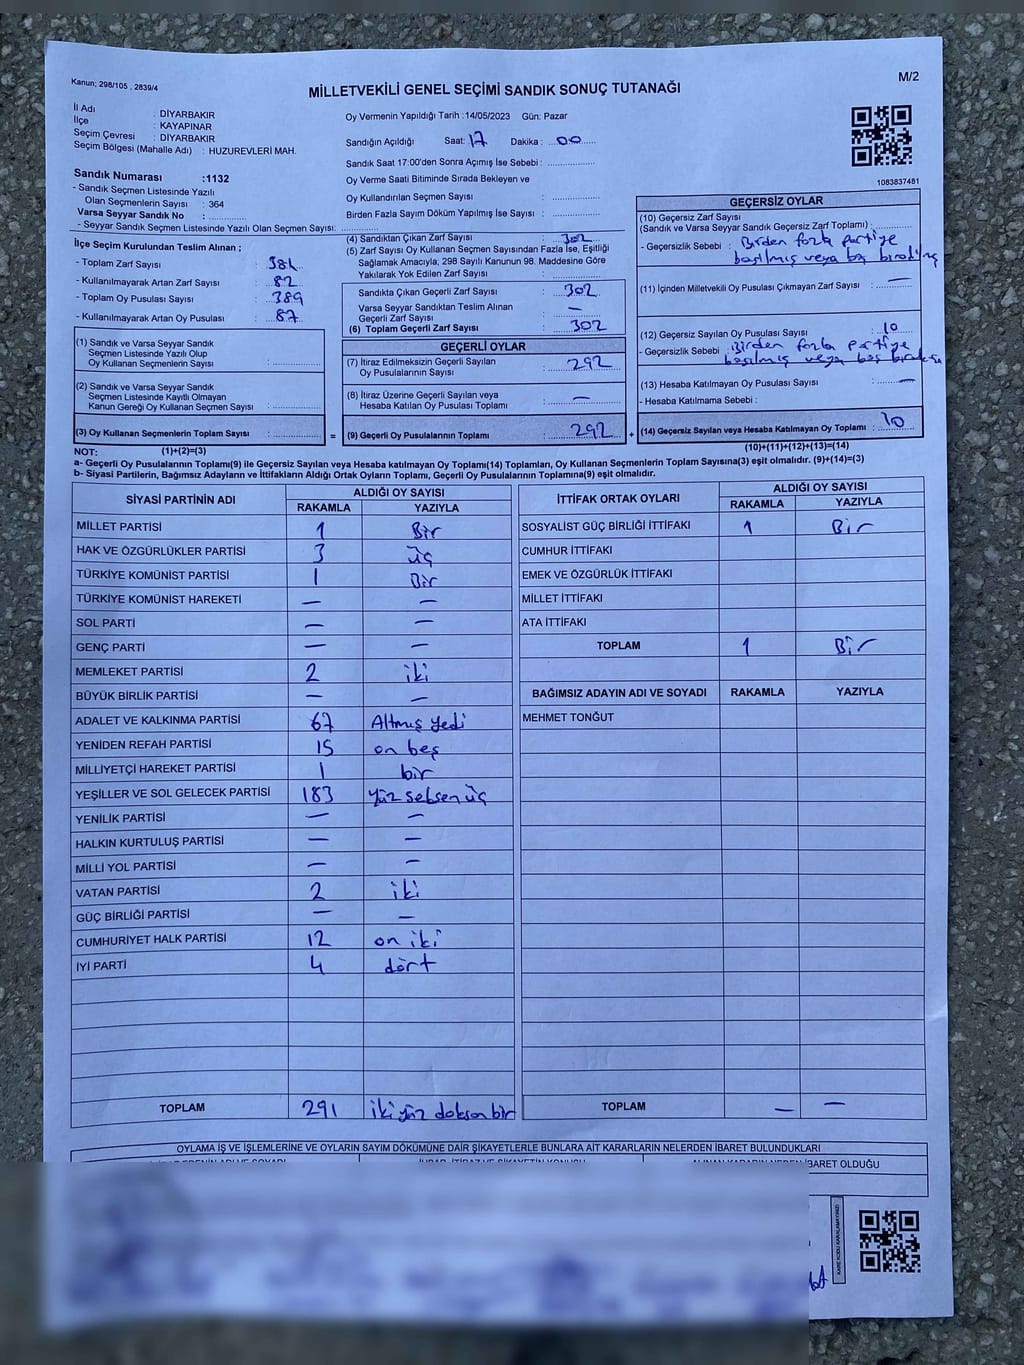 Kanun; 298/105 , 2839/4
MİLLETVEKİLİ GENEL SEÇİMİ SANDIK SONUÇ TUTANAĞI
M/2
İl Adı : DİYARBAKIR
İlçe : KAYAPINAR
Seçim Çevresi : DİYARBAKIR
Seçim Bölgesi (Mahalle Adı) : HUZUREVLERİ MAH.
Sandık Numarası :1132
- Sandık Seçmen Listesinde Yazılı
Olan Seçmenlerin Sayısı : 364
Varsa Seyyar Sandık No :
- Seyyar Sandık Seçmen Listesinde Yazılı Olan Seçmen Sayısı:
Oy Vermenin Yapıldığı Tarih :14/05/2023 Gün: Pazar
Sandığın Açıldığı Saat: 17 Dakika : 00
Sandık Saat 17:00'den Sonra Açımış İse Sebebi :
Oy Verme Saati Bitiminde Sırada Bekleyen ve
Oy Kullandırılan Seçmen Sayısı :
Birden Fazla Sayım Döküm Yapılmış İse Sayısı :
1083837481
İlçe Seçim Kurulundan Teslim Alınan ;
- Toplam Zarf Sayısı : 384
- Kullanılmayarak Artan Zarf Sayısı : 82
- Toplam Oy Pusulası Sayısı : 389
- Kullanılmayarak Artan Oy Pusulası : 87
(1) Sandık ve Varsa Seyyar Sandık
Seçmen Listesinde Yazılı Olup
Oy Kullanan Seçmenlerin Sayısı :
(2) Sandık ve Varsa Seyyar Sandık
Seçmen Listesinde Kayıtlı Olmayan
Kanun Gereği Oy Kullanan Seçmen Sayısı :
(3) Oy Kullanan Seçmenlerin Toplam Sayısı :
(4) Sandıktan Çıkan Zarf Sayısı : 302
(5) Zarf Sayısı Oy Kullanan Seçmen Sayısından Fazla İse, Eşitliği
Sağlamak Amacıyla, 298 Sayılı Kanunun 98. Maddesine Göre
Yakılarak Yok Edilen Zarf Sayısı :
Sandıkta Çıkan Geçerli Zarf Sayısı : 302
Varsa Seyyar Sandıktan Teslim Alınan
Geçerli Zarf Sayısı : —
(6) Toplam Geçerli Zarf Sayısı : 302
GEÇERLİ OYLAR
(7) İtiraz Edilmeksizin Geçerli Sayılan
Oy Pusulalarının Sayısı : 292
(8) İtiraz Üzerine Geçerli Sayılan veya
Hesaba Katılan Oy Pusulası Toplamı : —
= (9) Geçerli Oy Pusulalarının Toplamı : 292 +
GEÇERSİZ OYLAR
(10) Geçersiz Zarf Sayısı
(Sandık ve Varsa Seyyar Sandık Geçersiz Zarf Toplamı) :
- Geçersizlik Sebebi : Birden fazla partiye
basılmış veya boş
(11) İçinden Milletvekili Oy Pusulası Çıkmayan Zarf Sayısı : —
(12) Geçersiz Sayılan Oy Pusulası Sayısı : 10
- Geçersizlik Sebebi : Birden fazla partiye
basılmış veya boş
(13) Hesaba Katılmayan Oy Pusulası Sayısı : —
- Hesaba Katılmama Sebebi :
(14) Geçersiz Sayılan veya Hesaba Katılmayan Oy Toplamı : 10
(10)+(11)+(12)+(13)=(14)
NOT: (1)+(2)=(3)
a- Geçerli Oy Pusulalarının Toplamı(9) ile Geçersiz Sayılan veya Hesaba katılmayan Oy Toplamı(14) Toplamları, Oy Kullanan Seçmenlerin Toplam Sayısına(3) eşit olmalıdır. (9)+(14)=(3)
b- Siyasi Partilerin, Bağımsız Adayların ve İttifakların Aldığı Ortak Oyların Toplamı, Geçerli Oy Pusulalarının Toplamına(9) eşit olmalıdır.
SİYASİ PARTİNİN ADI ALDIĞI OY SAYISI
RAKAMLA YAZIYLA
MİLLET PARTİSİ 1 Bir
HAK VE ÖZGÜRLÜKLER PARTİSİ 3 üç
TÜRKİYE KOMÜNİST PARTİSİ 1 Bir
TÜRKİYE KOMÜNİST HAREKETİ — —
SOL PARTİ — —
GENÇ PARTİ — —
MEMLEKET PARTİSİ 2 iki
BÜYÜK BİRLİK PARTİSİ — —
ADALET VE KALKINMA PARTİSİ 67 Altmış yedi
YENİDEN REFAH PARTİSİ 15 on beş
MİLLİYETÇİ HAREKET PARTİSİ 1 bir
YEŞİLLER VE SOL GELECEK PARTİSİ 183 yüz seksen üç
YENİLİK PARTİSİ — —
HALKIN KURTULUŞ PARTİSİ — —
MİLLİ YOL PARTİSİ — —
VATAN PARTİSİ 2 iki
GÜÇ BİRLİĞİ PARTİSİ — —
CUMHURİYET HALK PARTİSİ 12 on iki
İYİ PARTİ 4 dört
TOPLAM 291 iki yüz doksan bir
İTTİFAK ORTAK OYLARI ALDIĞI OY SAYISI
RAKAMLA YAZIYLA
SOSYALİST GÜÇ BİRLİĞİ İTTİFAKI 1 Bir
CUMHUR İTTİFAKI
EMEK VE ÖZGÜRLÜK İTTİFAKI
MİLLET İTTİFAKI
ATA İTTİFAKI
TOPLAM 1 Bir
BAĞIMSIZ ADAYIN ADI VE SOYADI RAKAMLA YAZIYLA
MEHMET TONĞUT
TOPLAM — —
OYLAMA İŞ VE İŞLEMLERİNE VE OYLARIN SAYIM DÖKÜMÜNE DAİR ŞİKAYETLERLE BUNLARA AİT KARARLARIN NELERDEN İBARET BULUNDUKLARI